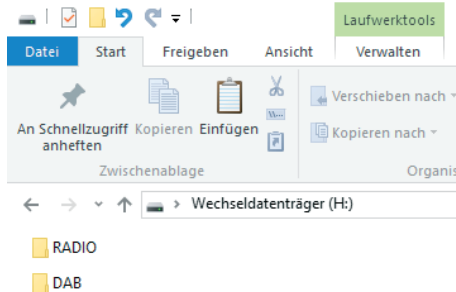 Laufwerktools
Datei Start Freigeben Ansicht Verwalten
An Schnellzugriff anheften
Kopieren
Einfügen
Verschieben nach
Kopieren nach
Zwischenablage
Wechseldatenträger (H:)
RADIO
DAB